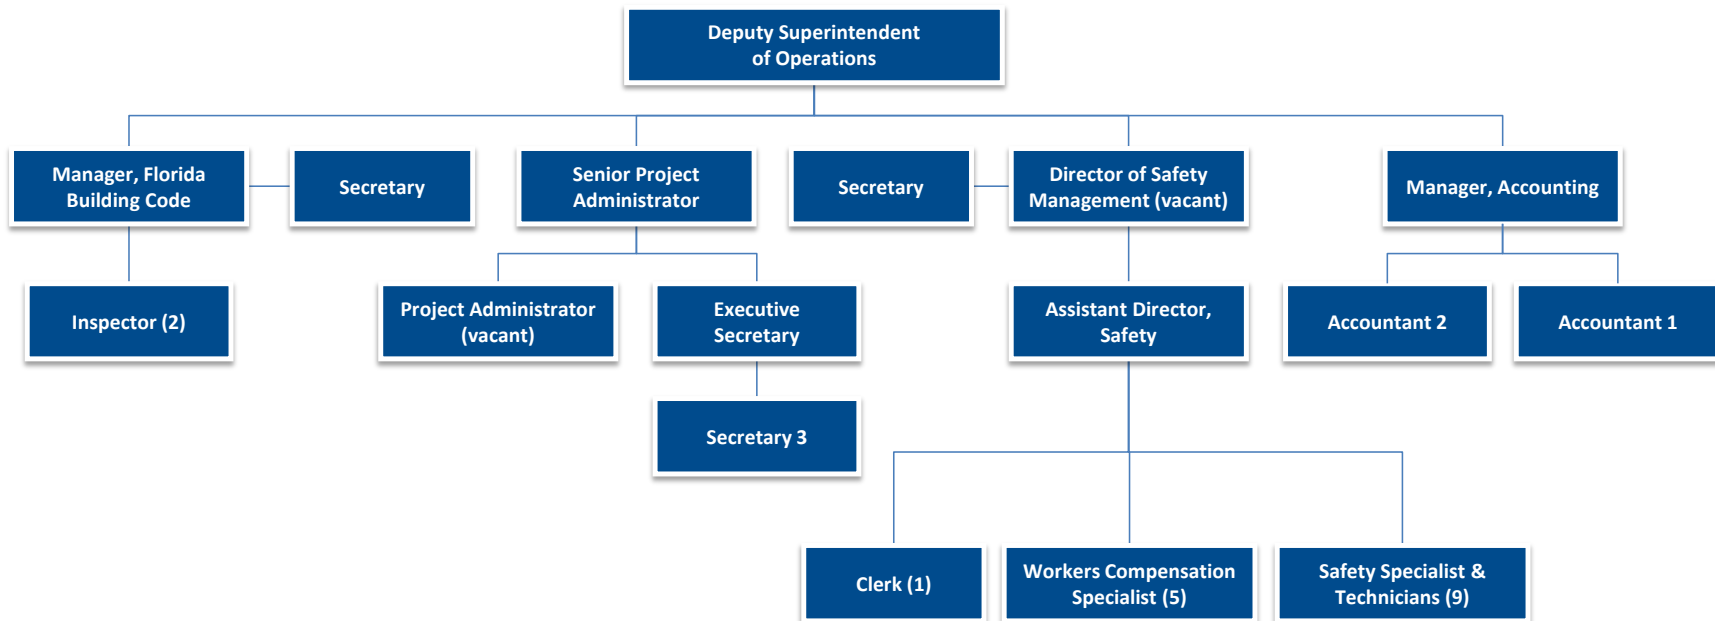 Deputy Superintendent
of Operations
Manager, Florida
Building Code
Secretary
Senior Project
Administrator
Secretary
Director of Safety
Management (vacant)
Manager, Accounting
Inspector (2)
Project Administrator
(vacant)
Executive
Secretary
Assistant Director,
Safety
Accountant 2
Accountant 1
Secretary 3
Clerk (1)
Workers Compensation
Specialist (5)
Safety Specialist &
Technicians (9)